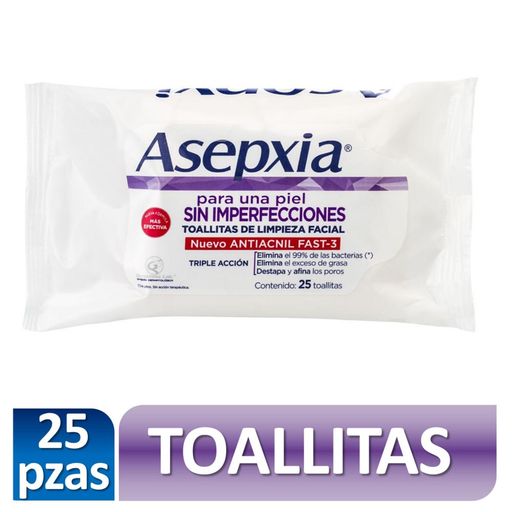 Asepxia®
para una piel
SIN IMPERFECCIONES
TOALLITAS DE LIMPIEZA FACIAL
Nuevo ANTIACNIL FAST-3
NUEVA FÓRMULA
MÁS
EFECTIVA
TRIPLE ACCIÓN
Elimina el 99% de las bacterias (*)
Elimina el exceso de grasa
Destapa y afina los poros
Contenido: 25 toallitas
25
pzas
TOALLITAS